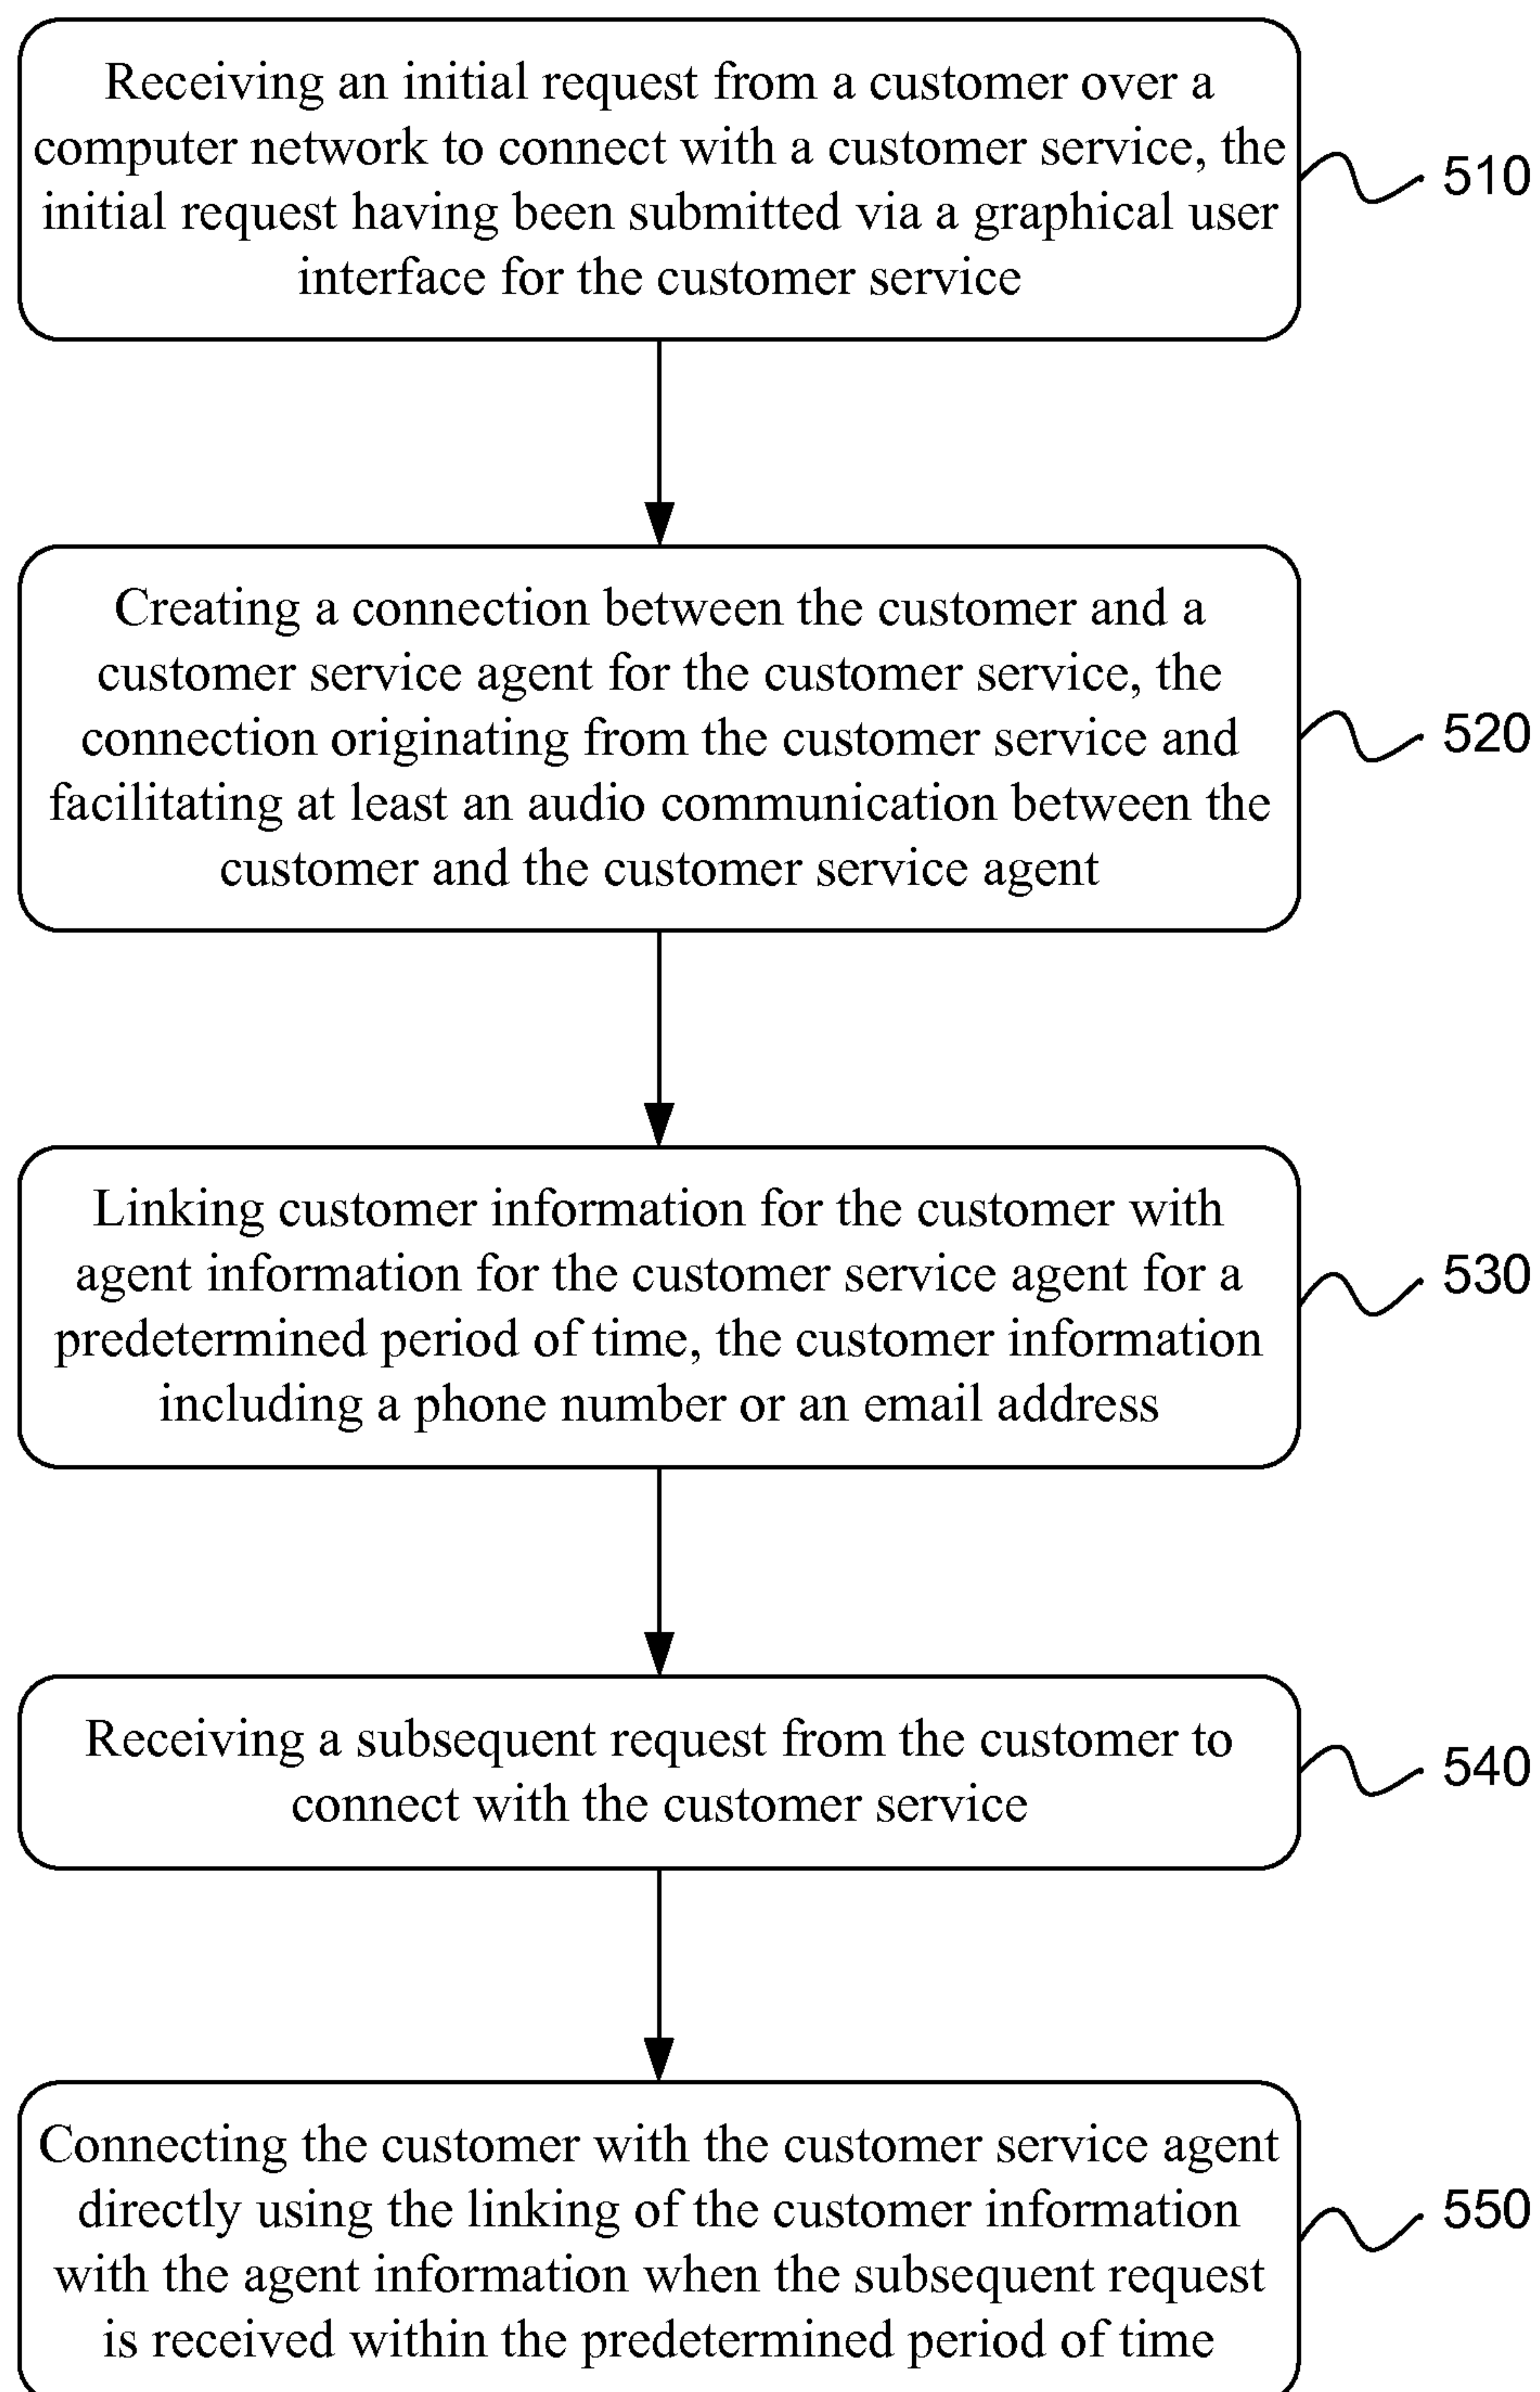 Receiving an initial request from a customer over a
computer network to connect with a customer service, the
initial request having been submitted via a graphical user
interface for the customer service
510
Creating a connection between the customer and a
customer service agent for the customer service, the
connection originating from the customer service and
facilitating at least an audio communication between the
customer and the customer service agent
520
Linking customer information for the customer with
agent information for the customer service agent for a
predetermined period of time, the customer information
including a phone number or an email address
530
Receiving a subsequent request from the customer to
connect with the customer service
540
Connecting the customer with the customer service agent
directly using the linking of the customer information
with the agent information when the subsequent request
is received within the predetermined period of time
550